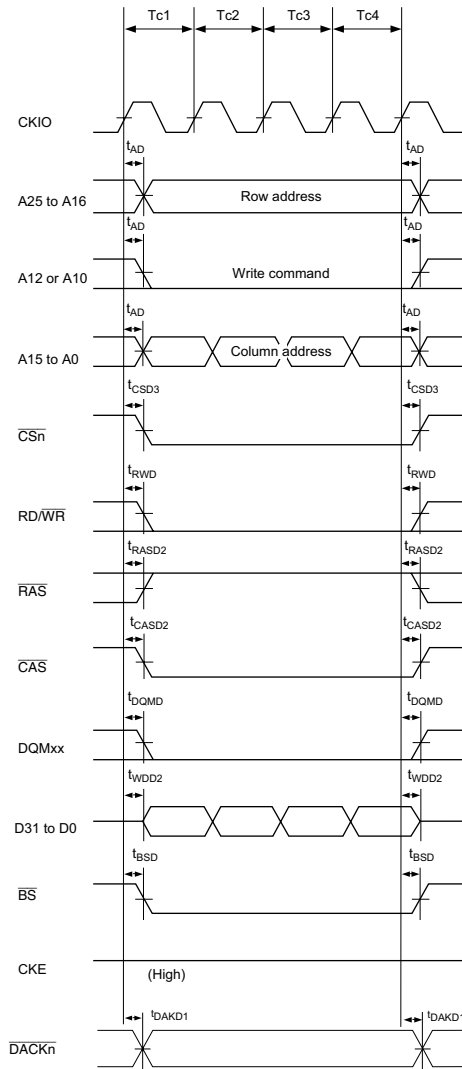 Tc1 Tc2 Tc3 Tc4
CKIO
tAD tAD
A25 to A16 Row address
tAD tAD
A12 or A10 Write command
tAD tAD
A15 to A0 Column address
tCSD3 tCSD3
CSn
tRWD tRWD
RD/WR
tRASD2 tRASD2
RAS
tCASD2 tCASD2
CAS
tDQMD tDQMD
DQMxx
tWDD2 tWDD2
D31 to D0
tBSD tBSD
BS
CKE
(High)
tDAKD1 tDAKD1
DACKn